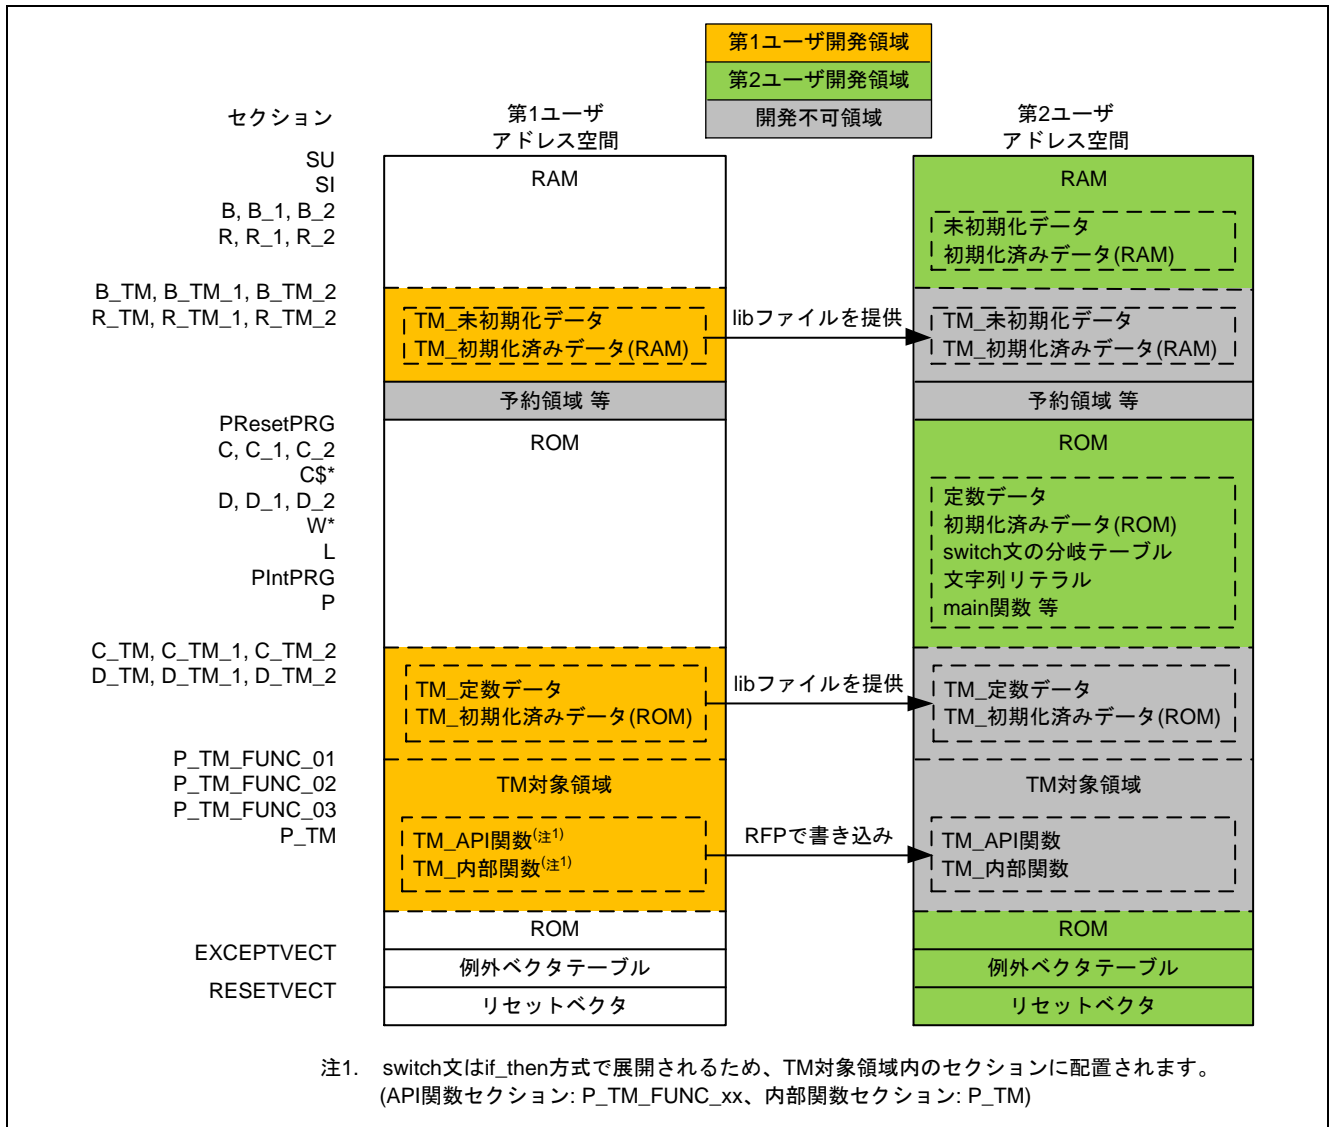 第1ユーザ開発領域
第2ユーザ開発領域
開発不可領域
セクション
第1ユーザ
アドレス空間
第2ユーザ
アドレス空間
SU
SI
B, B_1, B_2
R, R_1, R_2
B_TM, B_TM_1, B_TM_2
R_TM, R_TM_1, R_TM_2
PResetPRG
C, C_1, C_2
C$*
D, D_1, D_2
W*
L
PIntPRG
P
C_TM, C_TM_1, C_TM_2
D_TM, D_TM_1, D_TM_2
P_TM_FUNC_01
P_TM_FUNC_02
P_TM_FUNC_03
P_TM
EXCEPTVECT
RESETVECT
RAM
TM_未初期化データ
TM_初期化済みデータ(RAM)
予約領域 等
ROM
TM_定数データ
TM_初期化済みデータ(ROM)
TM対象領域
TM_API関数(注1)
TM_内部関数(注1)
ROM
例外ベクタテーブル
リセットベクタ
libファイルを提供
libファイルを提供
RFPで書き込み
RAM
未初期化データ
初期化済みデータ(RAM)
TM_未初期化データ
TM_初期化済みデータ(RAM)
予約領域 等
ROM
定数データ
初期化済みデータ(ROM)
switch文の分岐テーブル
文字列リテラル
main関数 等
TM_定数データ
TM_初期化済みデータ(ROM)
TM対象領域
TM_API関数
TM_内部関数
ROM
例外ベクタテーブル
リセットベクタ
注1. switch文はif_then方式で展開されるため、TM対象領域内のセクションに配置されます。
(API関数セクション: P_TM_FUNC_xx、内部関数セクション: P_TM)